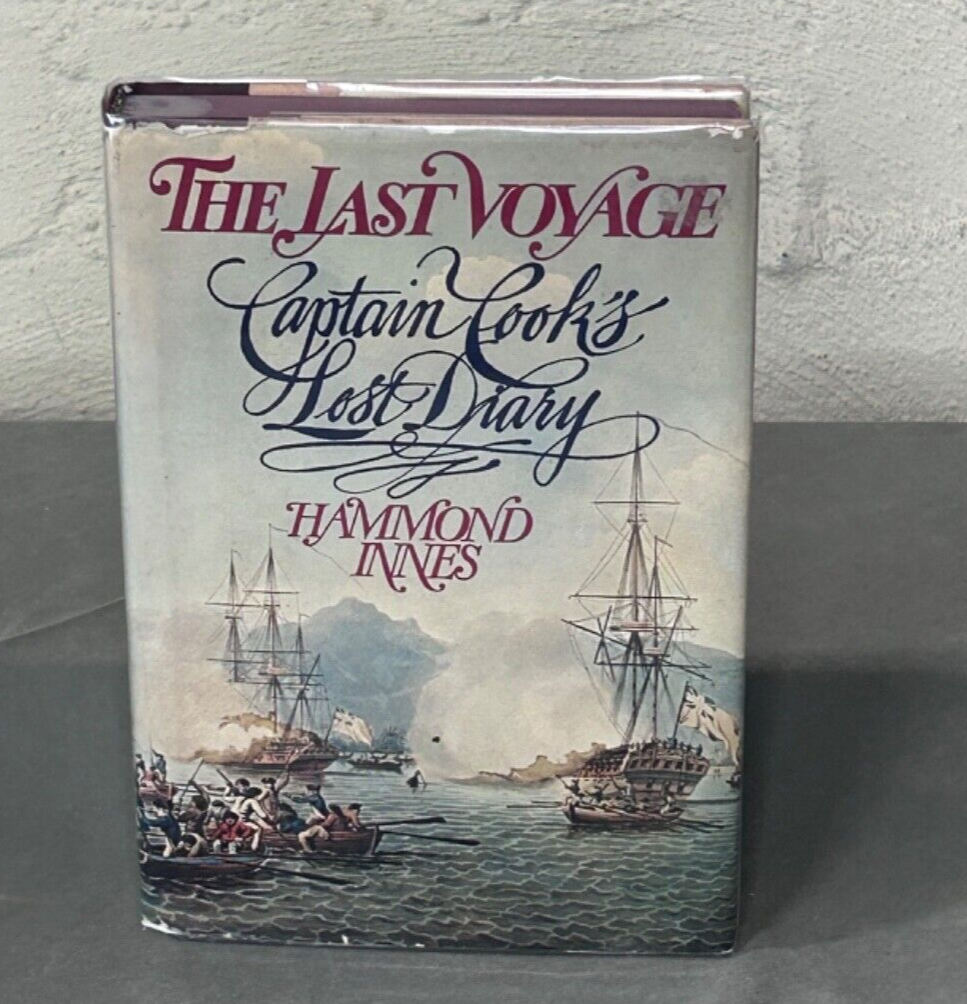 THE LAST VOYAGE
Captain Cook's
Lost Diary
HAMMOND
INNES